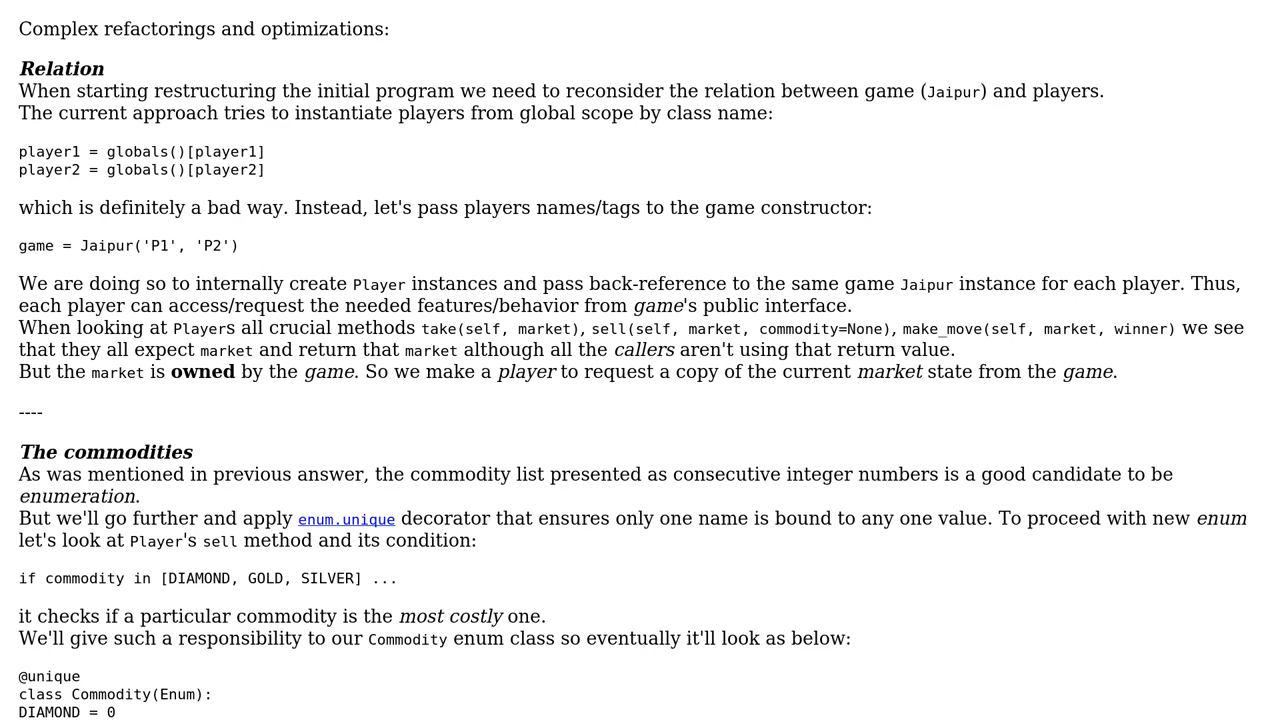 Complex refactorings and optimizations:
Relation
When starting restructuring the initial program we need to reconsider the relation between game (Jaipur) and players.
The current approach tries to instantiate players from global scope by class name:
player1 = globals()[player1]
player2 = globals()[player2]
which is definitely a bad way. Instead, let's pass players names/tags to the game constructor:
game = Jaipur('P1', 'P2')
We are doing so to internally create Player instances and pass back-reference to the same game Jaipur instance for each player. Thus,
each player can access/request the needed features/behavior from game's public interface.
When looking at Players all crucial methods take(self, market), sell(self, market, commodity=None), make_move(self, market, winner) we see
that they all expect market and return that market although all the callers aren't using that return value.
But the market is owned by the game. So we make a player to request a copy of the current market state from the game.
----
The commodities
As was mentioned in previous answer, the commodity list presented as consecutive integer numbers is a good candidate to be
enumeration.
But we'll go further and apply enum.unique decorator that ensures only one name is bound to any one value. To proceed with new enum
let's look at Player's sell method and its condition:
if commodity in [DIAMOND, GOLD, SILVER] ...
it checks if a particular commodity is the most costly one.
We'll give such a responsibility to our Commodity enum class so eventually it'll look as below:
@unique
class Commodity(Enum):
DIAMOND = 0